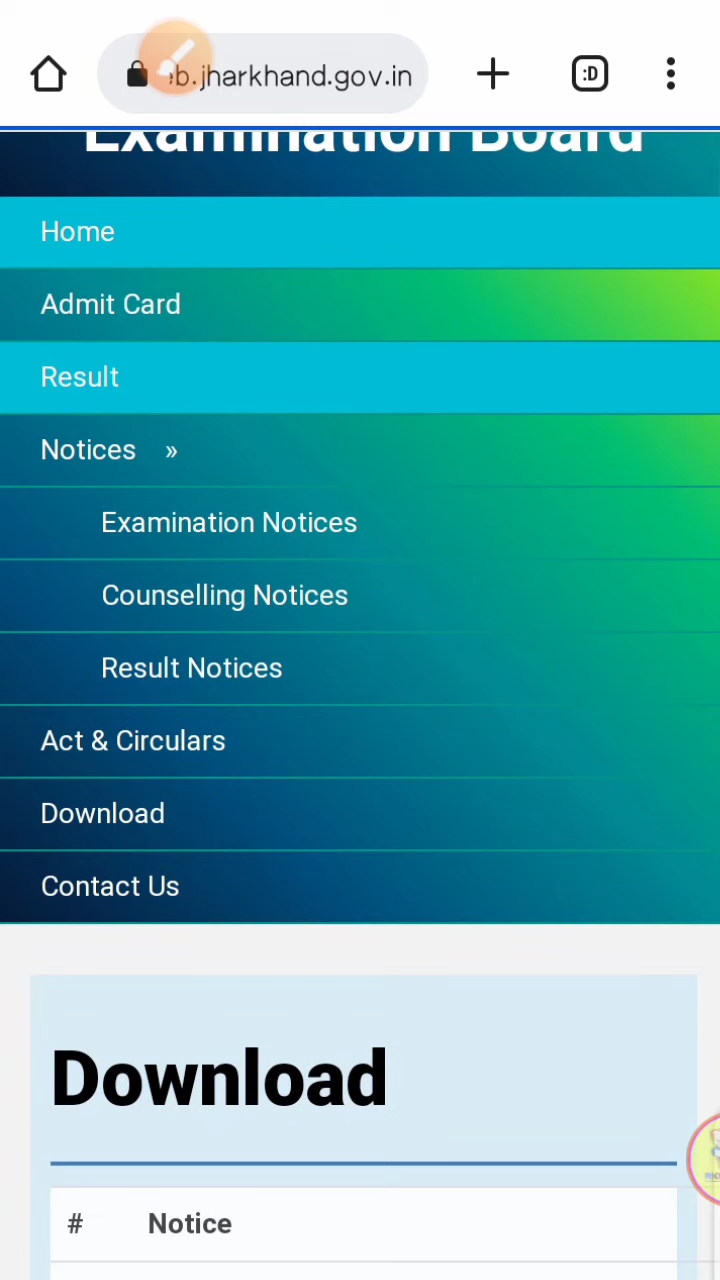 b.jharkhand.gov.in
:D
Examination Board
Home
Admit Card
Result
Notices »
Examination Notices
Counselling Notices
Result Notices
Act & Circulars
Download
Contact Us
Download
# Notice